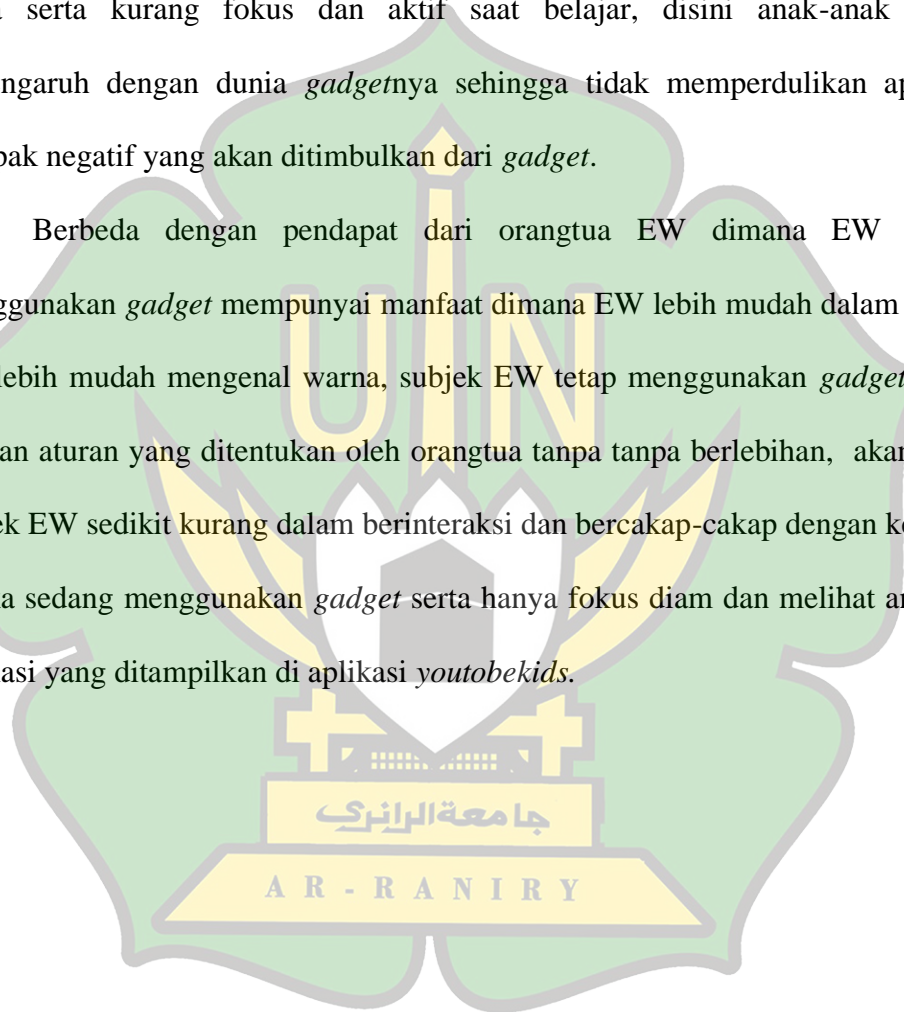 serta kurang fokus dan aktif saat belajar, disini anak-anak
ngaruh dengan dunia gadgetnya sehingga tidak memperdulikan ap
pak negatif yang akan ditimbulkan dari gadget.
Berbeda dengan pendapat dari orangtua EW dimana EW
ggunakan gadget mempunyai manfaat dimana EW lebih mudah dalam
lebih mudah mengenal warna, subjek EW tetap menggunakan gadget
an aturan yang ditentukan oleh orangtua tanpa tanpa berlebihan, akan
ek EW sedikit kurang dalam berinteraksi dan bercakap-cakap dengan ke
a sedang menggunakan gadget serta hanya fokus diam dan melihat an
asi yang ditampilkan di aplikasi youtobekids.
UIN
جامعةالرانري
AR-RANIRY